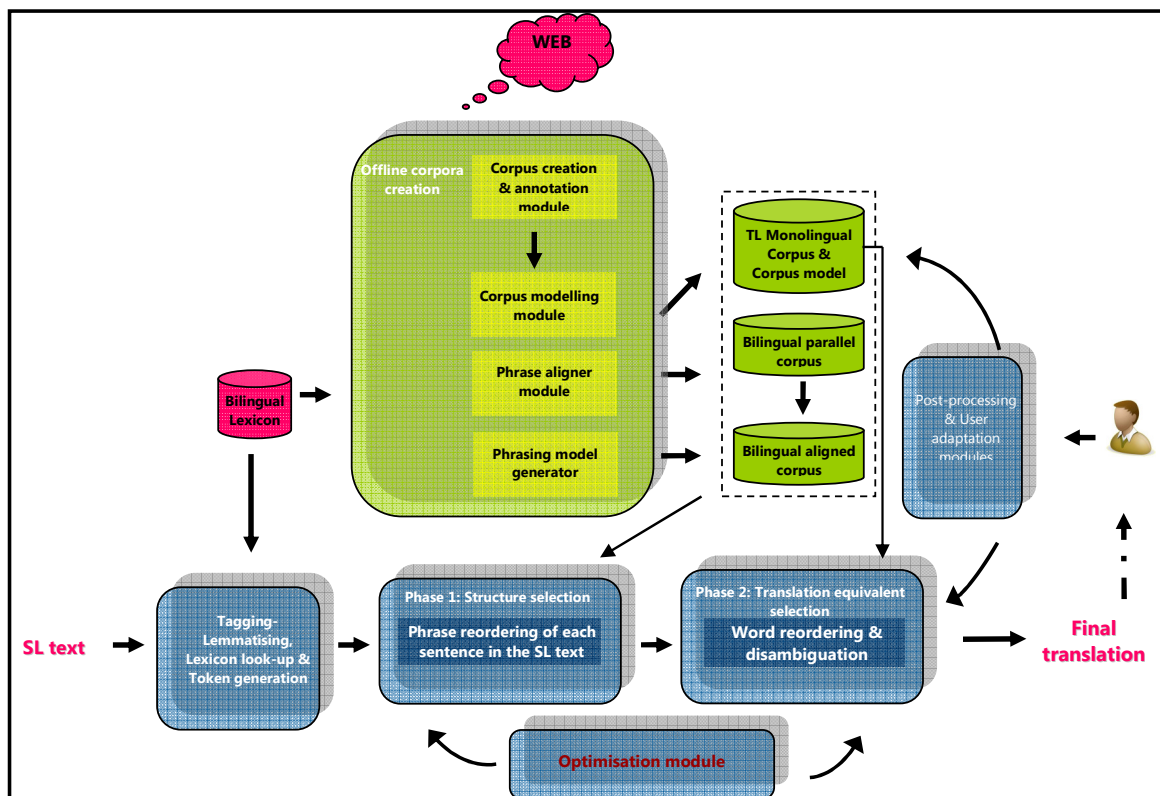 WEB
Offline corpora
creation
Corpus creation
& annotation
module
Corpus modelling
module
Phrase aligner
module
Phrasing model
generator
TL Monolingual
Corpus &
Corpus model
Bilingual parallel
corpus
Bilingual aligned
corpus
Bilingual
Lexicon
Post-processing
& User
adaptation
modules
SL text
Tagging-
Lemmatising,
Lexicon look-up &
Token generation
Phase 1: Structure selection
Phrase reordering of each
sentence in the SL text
Phase 2: Translation equivalent
selection
Word reordering &
disambiguation
Final
translation
Optimisation module